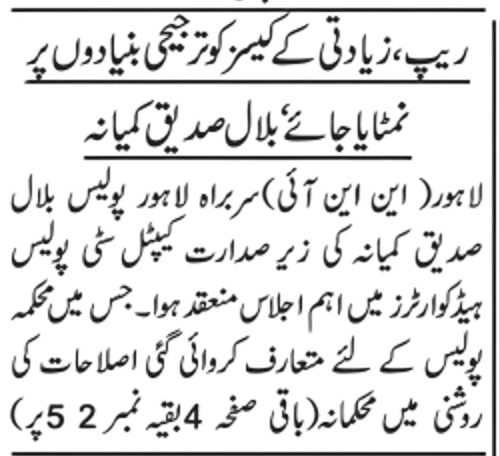 ریپ، زیادتی کے کیسز کو ترجیحی بنیادوں پر
نمٹایا جائے، بلال صدیق کمیانہ
لاہور( این این آئی)سربراہ لاہور پولیس بلال
صدیق کمیانہ کی زیر صدارت کیپٹل سٹی پولیس
ہیڈکوارٹرز میں اہم اجلاس منعقد ہوا۔ جس میں محکمہ
پولیس کے لئے متعارف کروائی گئی اصلاحات کی
روشنی میں محکمانہ(باقی صفحہ 4 بقیہ نمبر 2 5 پر)